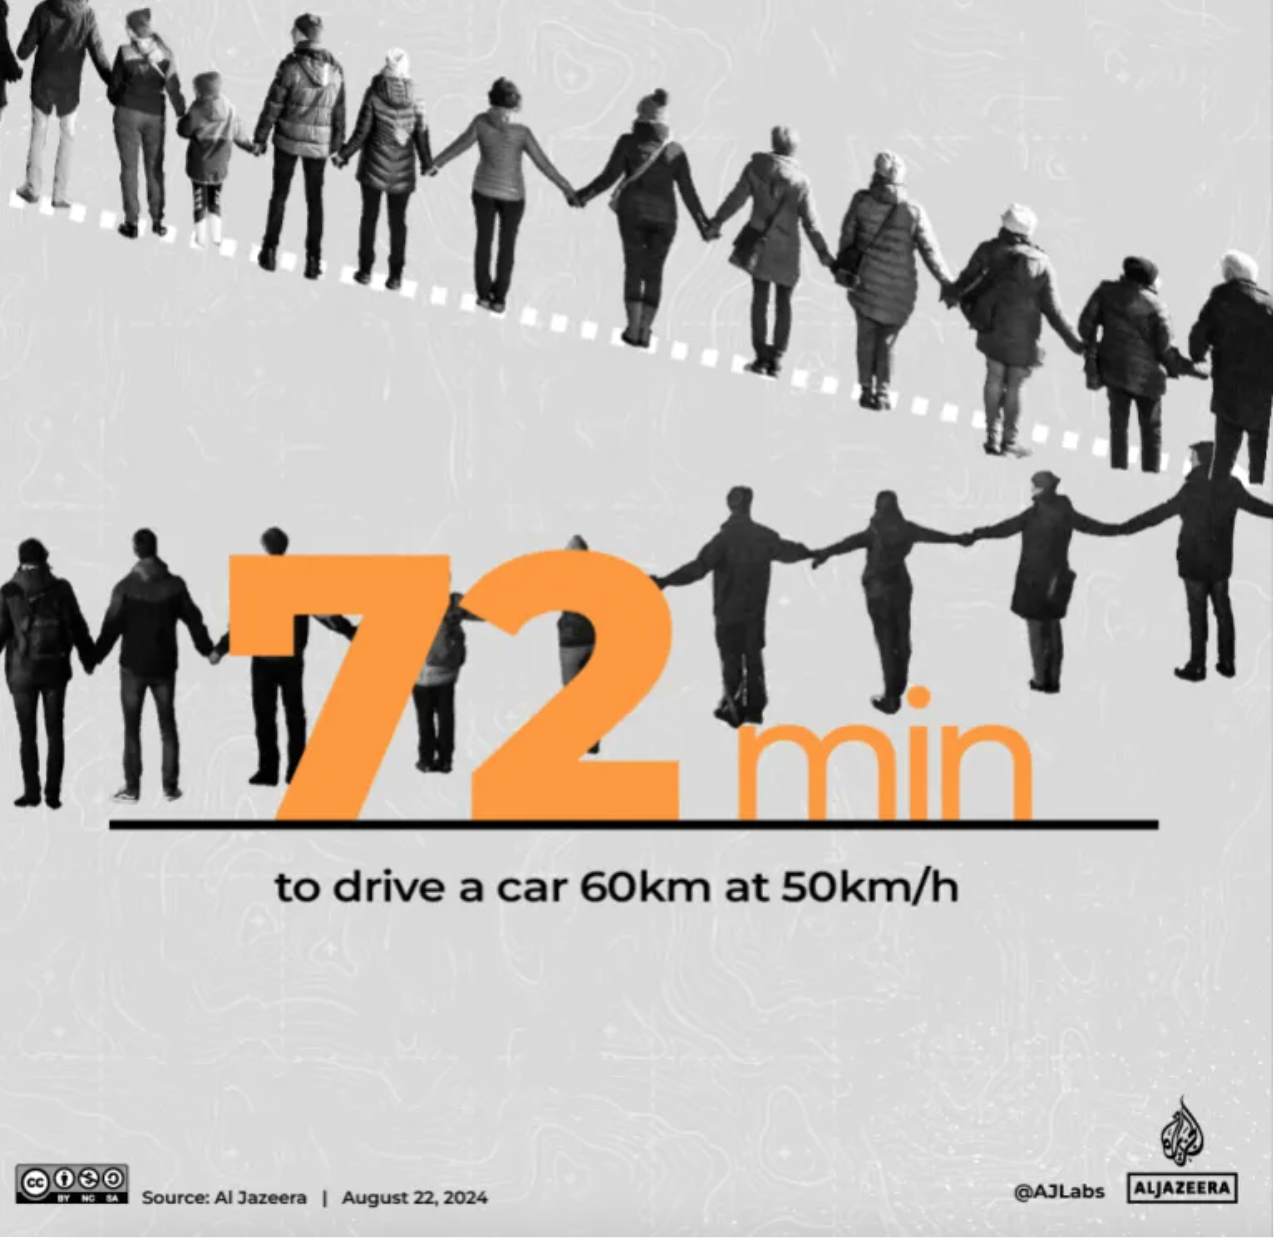 72 min
to drive a car 60km at 50km/h
cc BY NC SA
Source: Al Jazeera | August 22, 2024
@AJLabs
ALJAZEERA